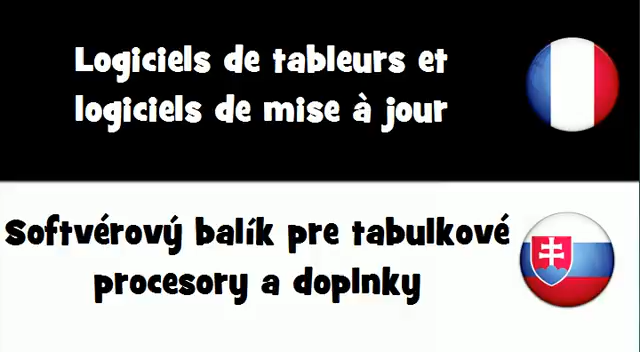 Logiciels de tableurs et
logiciels de mise à jour
Softvérový balík pre tabulkové
procesory a doplnky